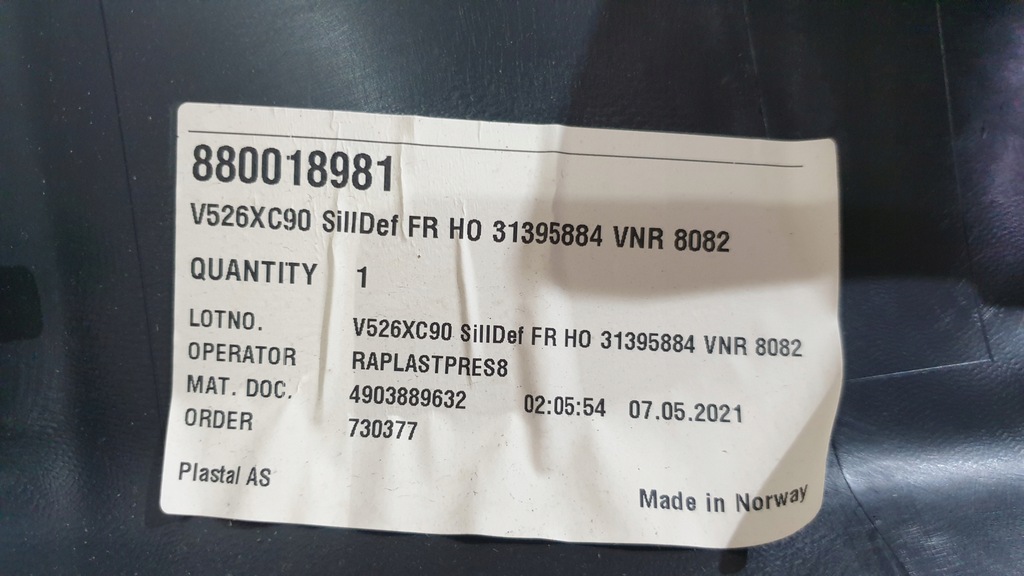 880018981
V526XC90 SillDef FR HO 31395884 VNR 8082
QUANTITY 1
LOTNO. V526XC90 SillDef FR HO 31395884 VNR 8082
OPERATOR RAPLASTPRES8
MAT. DOC. 4903889632 02:05:54 07.05.2021
ORDER 730377
Plastal AS
Made in Norway